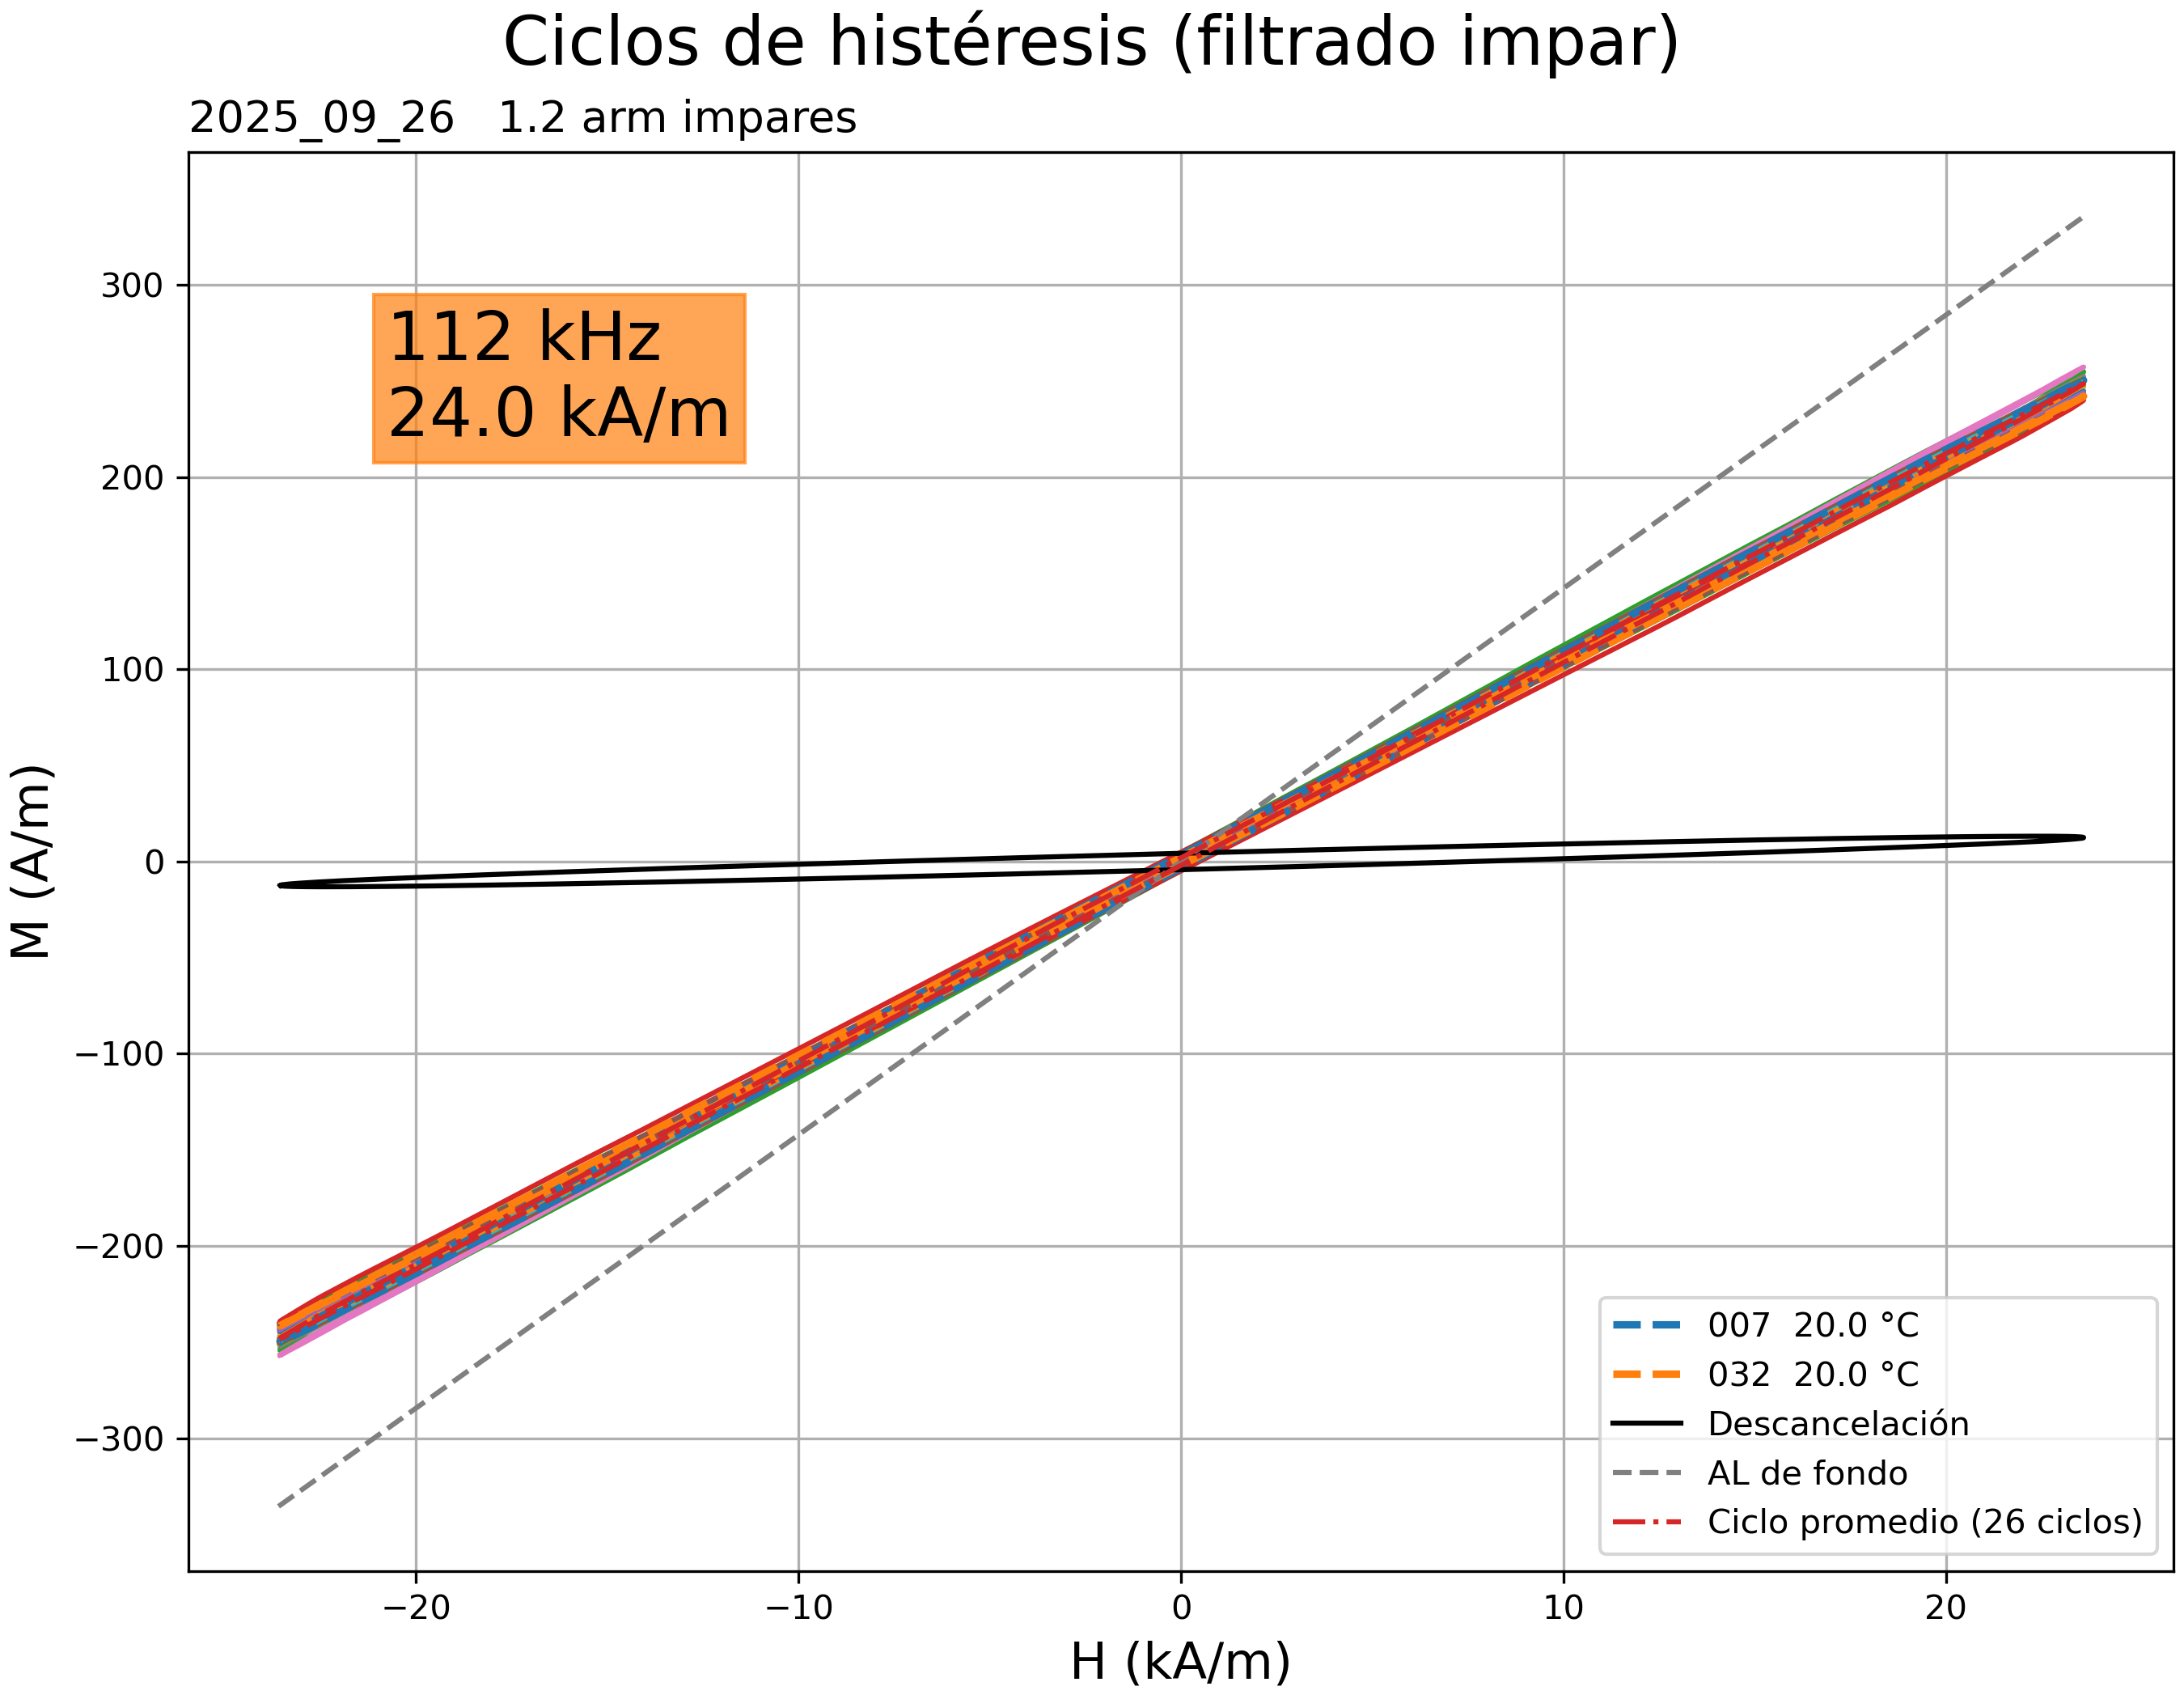 Ciclos de histéresis (filtrado impar)
2025_09_26   1.2 arm impares
112 kHz
24.0 kA/m
M (A/m)
300
200
100
0
−100
−200
−300
−20
−10
0
10
20
H (kA/m)
007  20.0 °C
032  20.0 °C
Descancelación
AL de fondo
Ciclo promedio (26 ciclos)